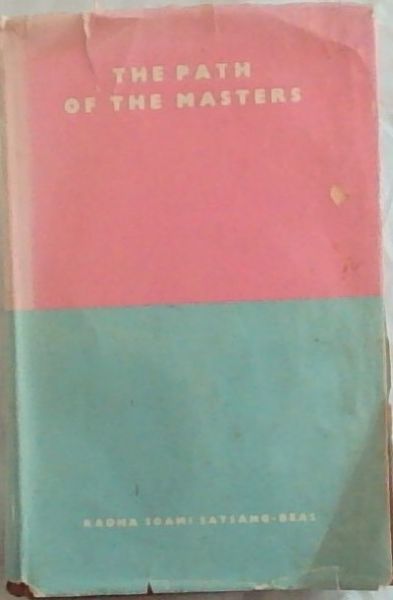 THE PATH
OF THE MASTERS
RADHA SOAMI SATSANG-BEAS